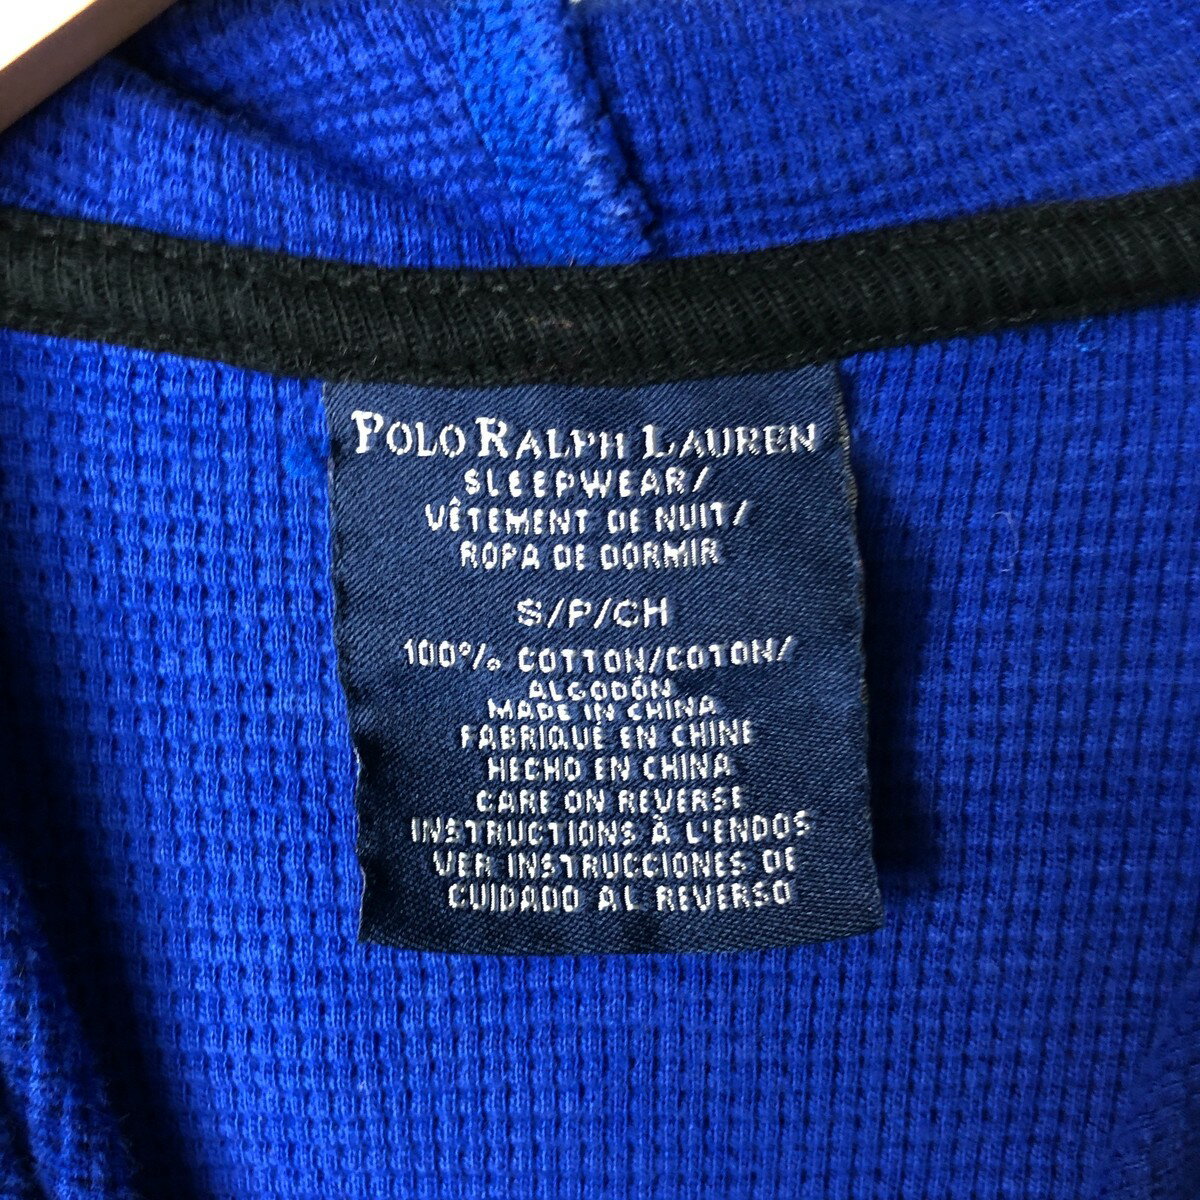 POLO RALPH LAUREN
SLEEPWEAR/
VÊTEMENT DE NUIT/
ROPA DE DORMIR
S/P/CH
100% COTTON/COTON/
ALGODÓN
MADE IN CHINA
FABRIQUE EN CHINE
HECHO EN CHINA
CARE ON REVERSE
INSTRUCTIONS À L'ENDOS
VER INSTRUCCIONES DE
CUIDADO AL REVERSO